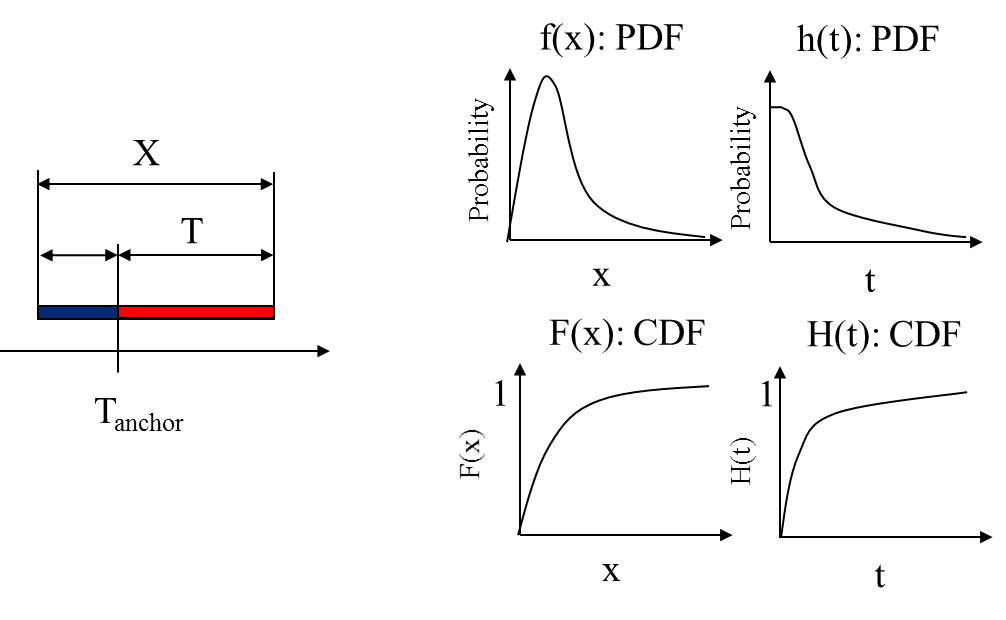 X
T
T_anchor
f(x): PDF
Probability
x
h(t): PDF
Probability
t
F(x): CDF
1
F(x)
x
H(t): CDF
1
H(t)
t